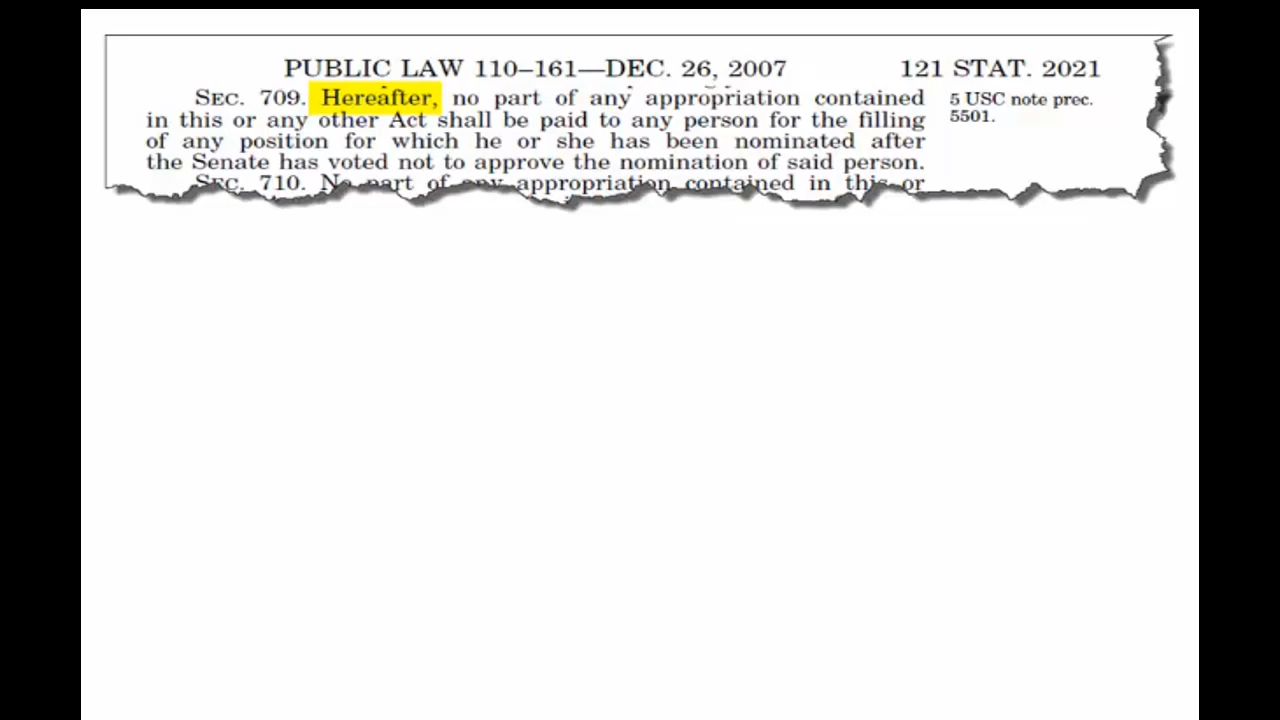 PUBLIC LAW 110–161—DEC. 26, 2007 121 STAT. 2021
SEC. 709. Hereafter, no part of any appropriation contained
in this or any other Act shall be paid to any person for the filling
of any position for which he or she has been nominated after
the Senate has voted not to approve the nomination of said person.
SEC. 710. No part of any appropriation contained in this or
5 USC note prec.
5501.